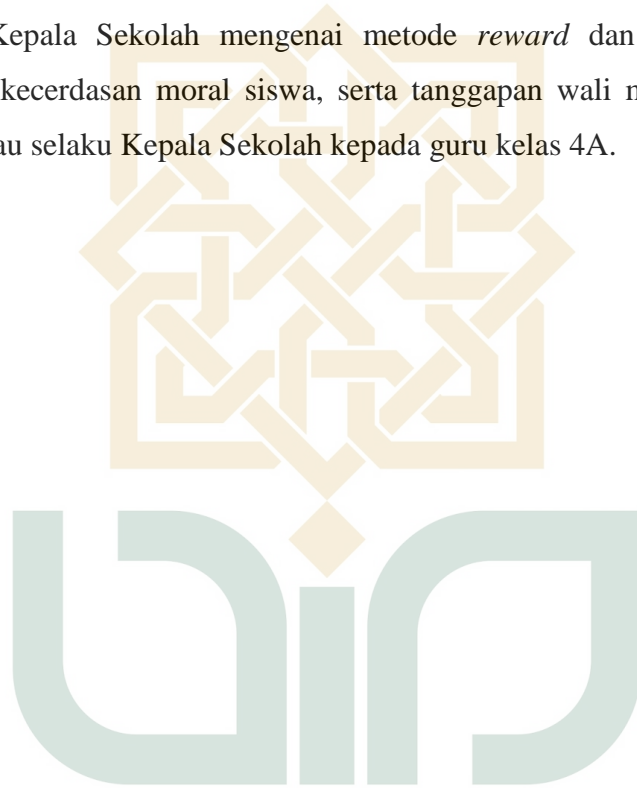 Kepala Sekolah mengenai metode reward dan
kecerdasan moral siswa, serta tanggapan wali
selaku Kepala Sekolah kepada guru kelas 4A.